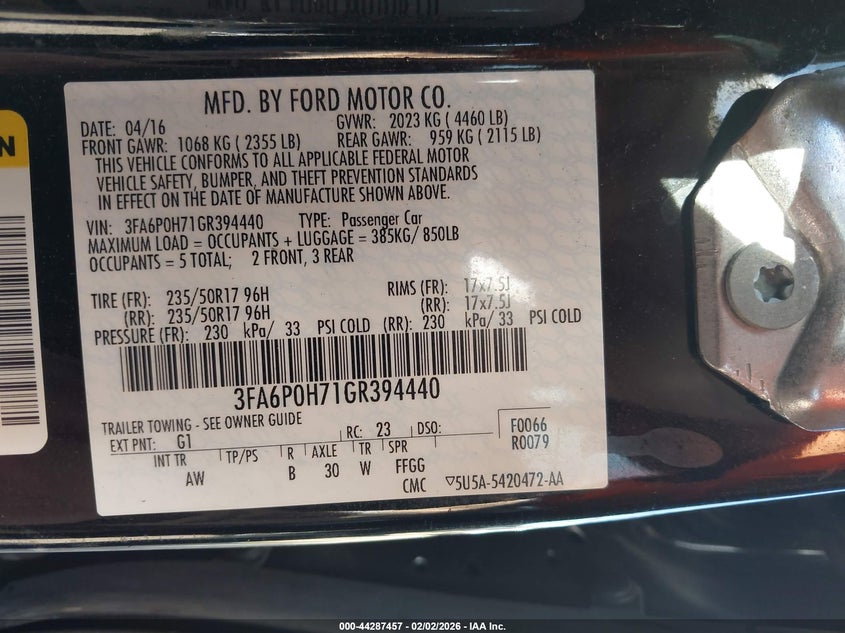 MFD. BY FORD MOTOR CO.
DATE: 04/16 GVWR: 2023 KG ( 4460 LB)
FRONT GAWR: 1068 KG ( 2355 LB) REAR GAWR: 959 KG ( 2115 LB)
THIS VEHICLE CONFORMS TO ALL APPLICABLE FEDERAL MOTOR
VEHICLE SAFETY, BUMPER, AND THEFT PREVENTION STANDARDS
IN EFFECT ON THE DATE OF MANUFACTURE SHOWN ABOVE.
VIN: 3FA6P0H71GR394440 TYPE: Passenger Car
MAXIMUM LOAD = OCCUPANTS + LUGGAGE = 385KG/ 850LB
OCCUPANTS = 5 TOTAL; 2 FRONT, 3 REAR
TIRE (FR): 235/50R17 96H RIMS (FR): 17x7.5J
(RR): 235/50R17 96H (RR): 17x7.5J
PRESSURE (FR): 230 kPa/ 33 PSI COLD (RR): 230 kPa/ 33 PSI COLD
3FA6P0H71GR394440
TRAILER TOWING - SEE OWNER GUIDE
EXT PNT: G1 RC: 23 DSO: F0066
R0079
INT TR TP/PS R AXLE TR SPR
AW B 30 W FFGG
CMC ▽5U5A-5420472-AA
N
000-44287457 - 02/02/2026 - IAA Inc.